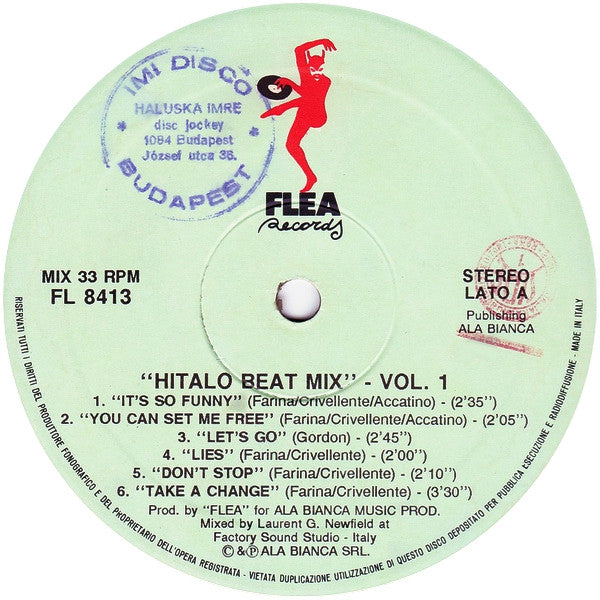 IMI DISCO
HALUSKA IMRE
disc jockey
1084 Budapest
József utca 36.
* BUDAPEST *
FLEA
Records
MIX 33 RPM
FL 8413
STEREO
LATO A
Publishing
ALA BIANCA
"HITALO BEAT MIX" - VOL. 1
1. "IT'S SO FUNNY" (Farina/Crivellente/Accatino) - (2'35")
2. "YOU CAN SET ME FREE" (Farina/Crivellente/Accatino) - (2'05")
3. "LET'S GO" (Gordon) - (2'45")
4. "LIES" (Farina/Crivellente) - (2'00")
5. "DON'T STOP" (Farina/Crivellente) - (2'10")
6. "TAKE A CHANGE" (Farina/Crivellente) - (3'30")
Prod. by "FLEA" for ALA BIANCA MUSIC PROD.
Mixed by Laurent G. Newfield at
Factory Sound Studio - Italy
© & ℗ ALA BIANCA SRL.
RISERVATI TUTTI I DIRITTI DEL PRODUTTORE FONOGRAFICO E DEL PROPRIETARIO DELL'OPERA REGISTRATA - VIETATA DUPLICAZIONE UTILIZZAZIONE DI QUESTO DISCO DEPOSITATO PER PUBBLICA ESECUZIONE E RADIODIFFUSIONE - MADE IN ITALY